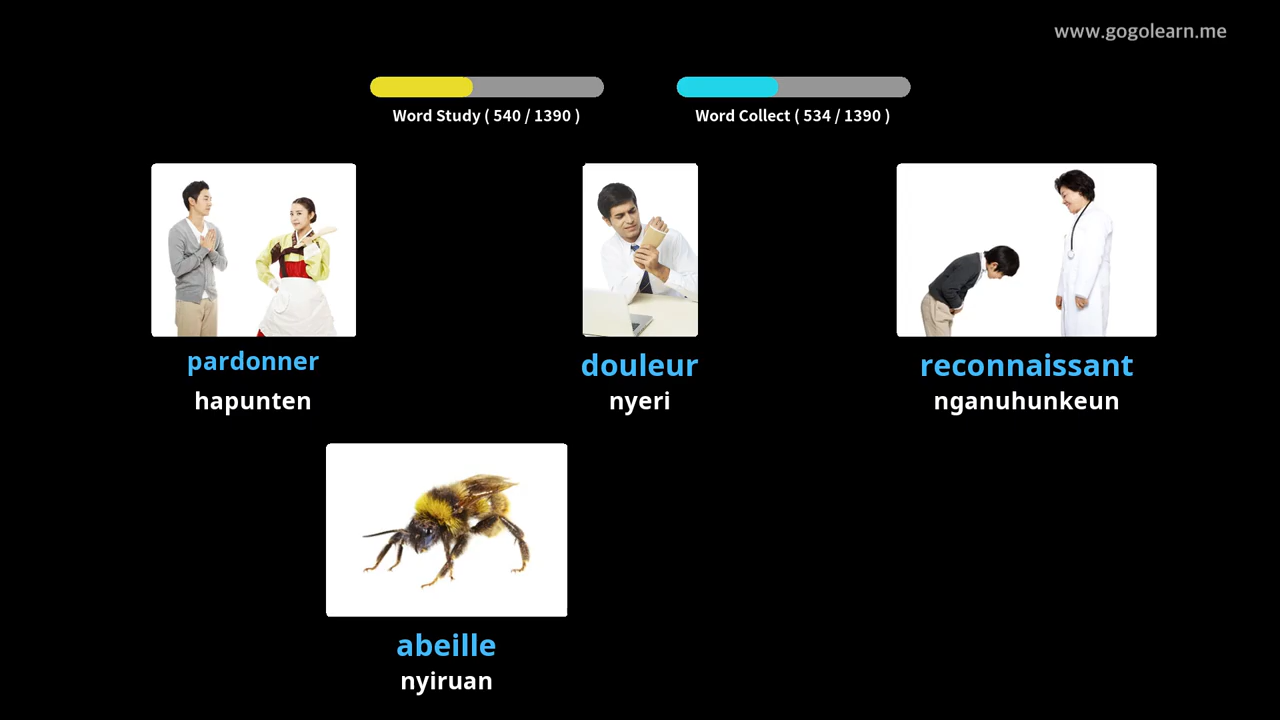 www.gogolearn.me
Word Study ( 540 / 1390 )
Word Collect ( 534 / 1390 )
pardonner
hapunten
douleur
nyeri
reconnaissant
nganuhunkeun
abeille
nyiruan